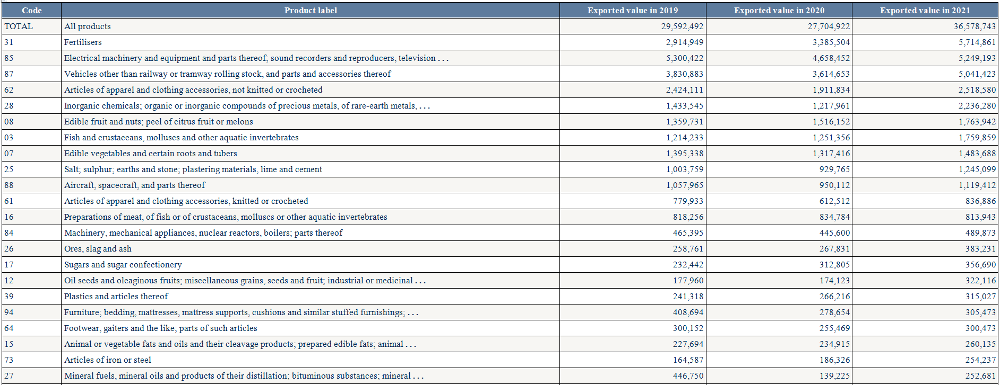 Code Product label Exported value in 2019 Exported value in 2020 Exported value in 2021
TOTAL All products 29,592,492 27,704,922 36,578,743
31 Fertilisers 2,914,949 3,385,504 5,714,861
85 Electrical machinery and equipment and parts thereof; sound recorders and reproducers, television . . . 5,300,422 4,658,452 5,249,193
87 Vehicles other than railway or tramway rolling stock, and parts and accessories thereof 3,830,883 3,614,653 5,041,423
62 Articles of apparel and clothing accessories, not knitted or crocheted 2,424,111 1,911,834 2,518,580
28 Inorganic chemicals; organic or inorganic compounds of precious metals, of rare-earth metals, . . . 1,433,545 1,217,961 2,236,280
08 Edible fruit and nuts; peel of citrus fruit or melons 1,359,731 1,516,152 1,763,942
03 Fish and crustaceans, molluscs and other aquatic invertebrates 1,214,233 1,251,356 1,759,859
07 Edible vegetables and certain roots and tubers 1,395,338 1,317,416 1,483,688
25 Salt; sulphur; earths and stone; plastering materials, lime and cement 1,003,759 929,765 1,245,099
88 Aircraft, spacecraft, and parts thereof 1,057,965 950,112 1,119,412
61 Articles of apparel and clothing accessories, knitted or crocheted 779,933 612,512 836,886
16 Preparations of meat, of fish or of crustaceans, molluscs or other aquatic invertebrates 818,256 834,784 813,943
84 Machinery, mechanical appliances, nuclear reactors, boilers; parts thereof 465,395 445,600 489,873
26 Ores, slag and ash 258,761 267,831 383,231
17 Sugars and sugar confectionery 232,442 312,805 356,690
12 Oil seeds and oleaginous fruits; miscellaneous grains, seeds and fruit; industrial or medicinal . . . 177,960 174,123 322,116
39 Plastics and articles thereof 241,318 266,216 315,027
94 Furniture; bedding, mattresses, mattress supports, cushions and similar stuffed furnishings; . . . 408,694 278,654 305,473
64 Footwear, gaiters and the like; parts of such articles 300,152 255,469 300,473
15 Animal or vegetable fats and oils and their cleavage products; prepared edible fats; animal . . . 227,694 234,915 260,135
73 Articles of iron or steel 164,587 186,326 254,237
27 Mineral fuels, mineral oils and products of their distillation; bituminous substances; mineral . . . 446,750 139,225 252,681